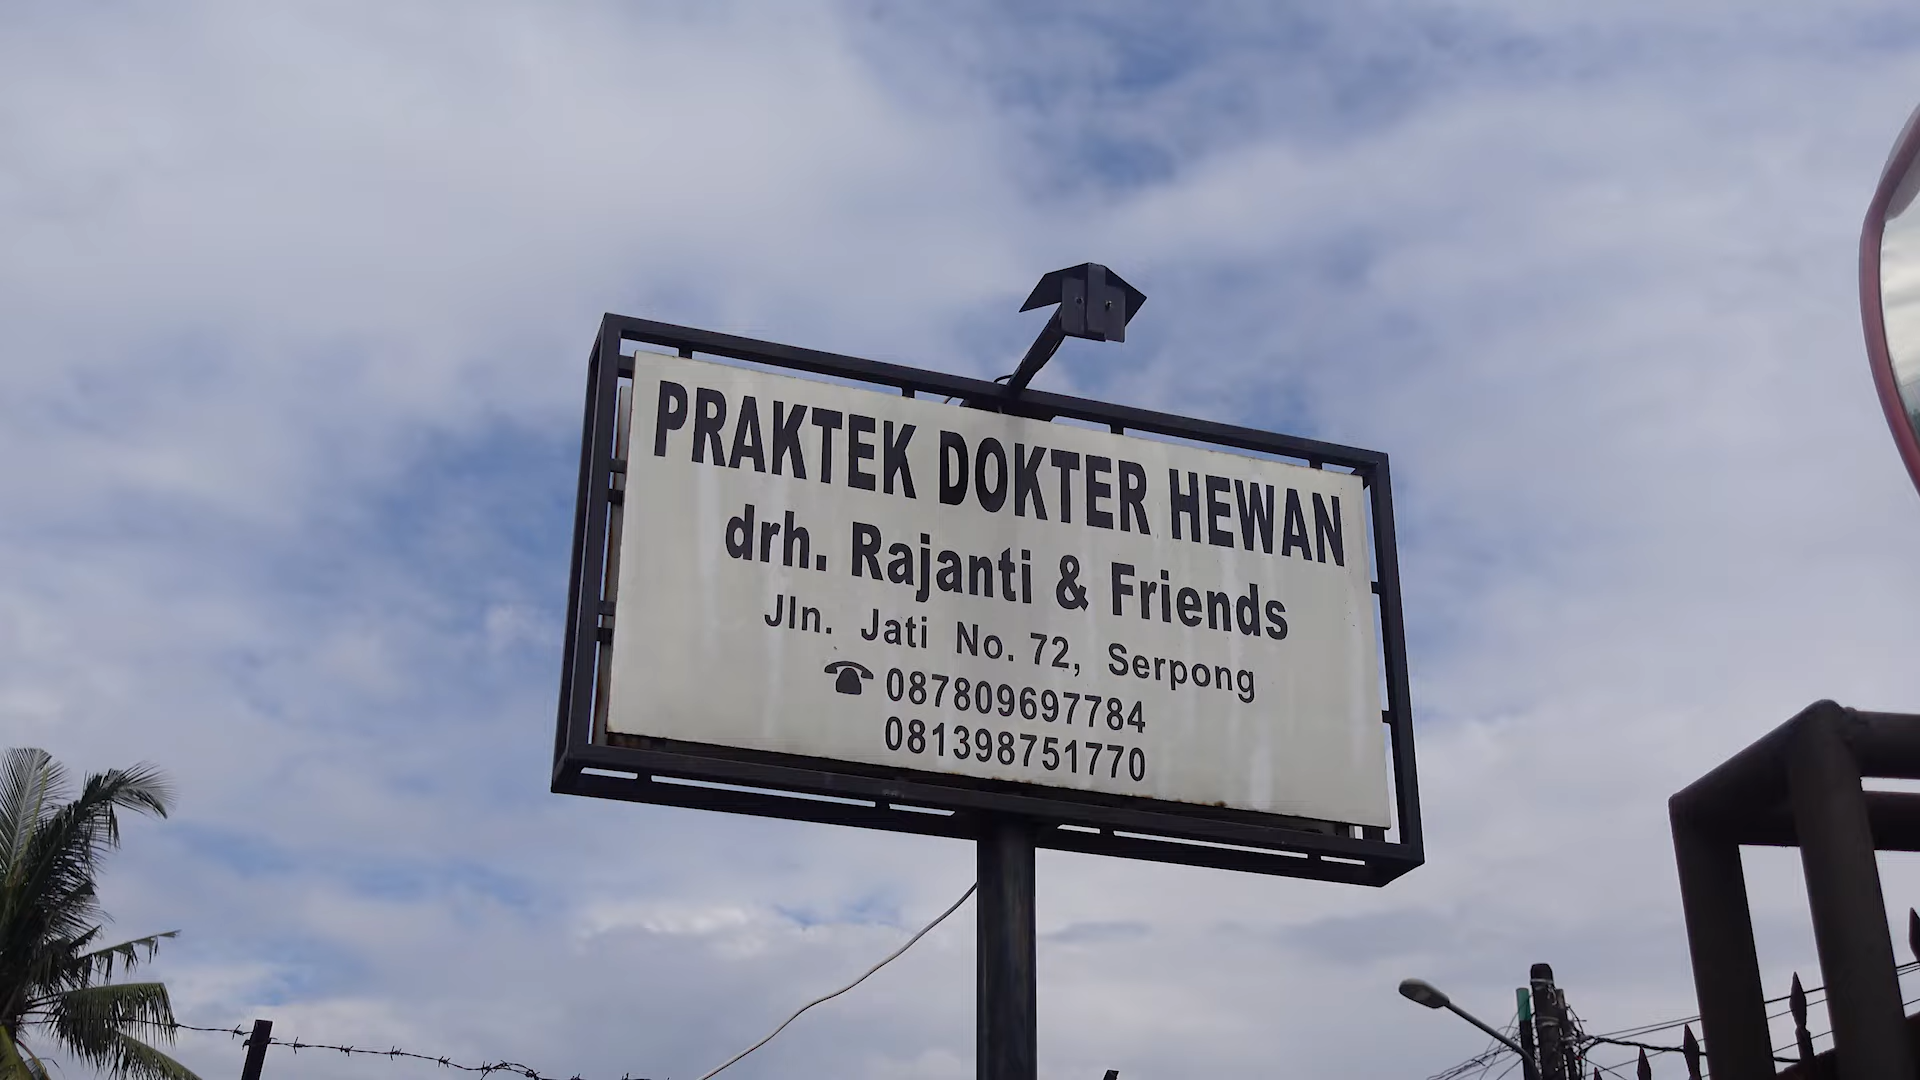 PRAKTEK DOKTER HEWAN
drh. Rajanti & Friends
Jln. Jati No. 72, Serpong
087809697784
081398751770